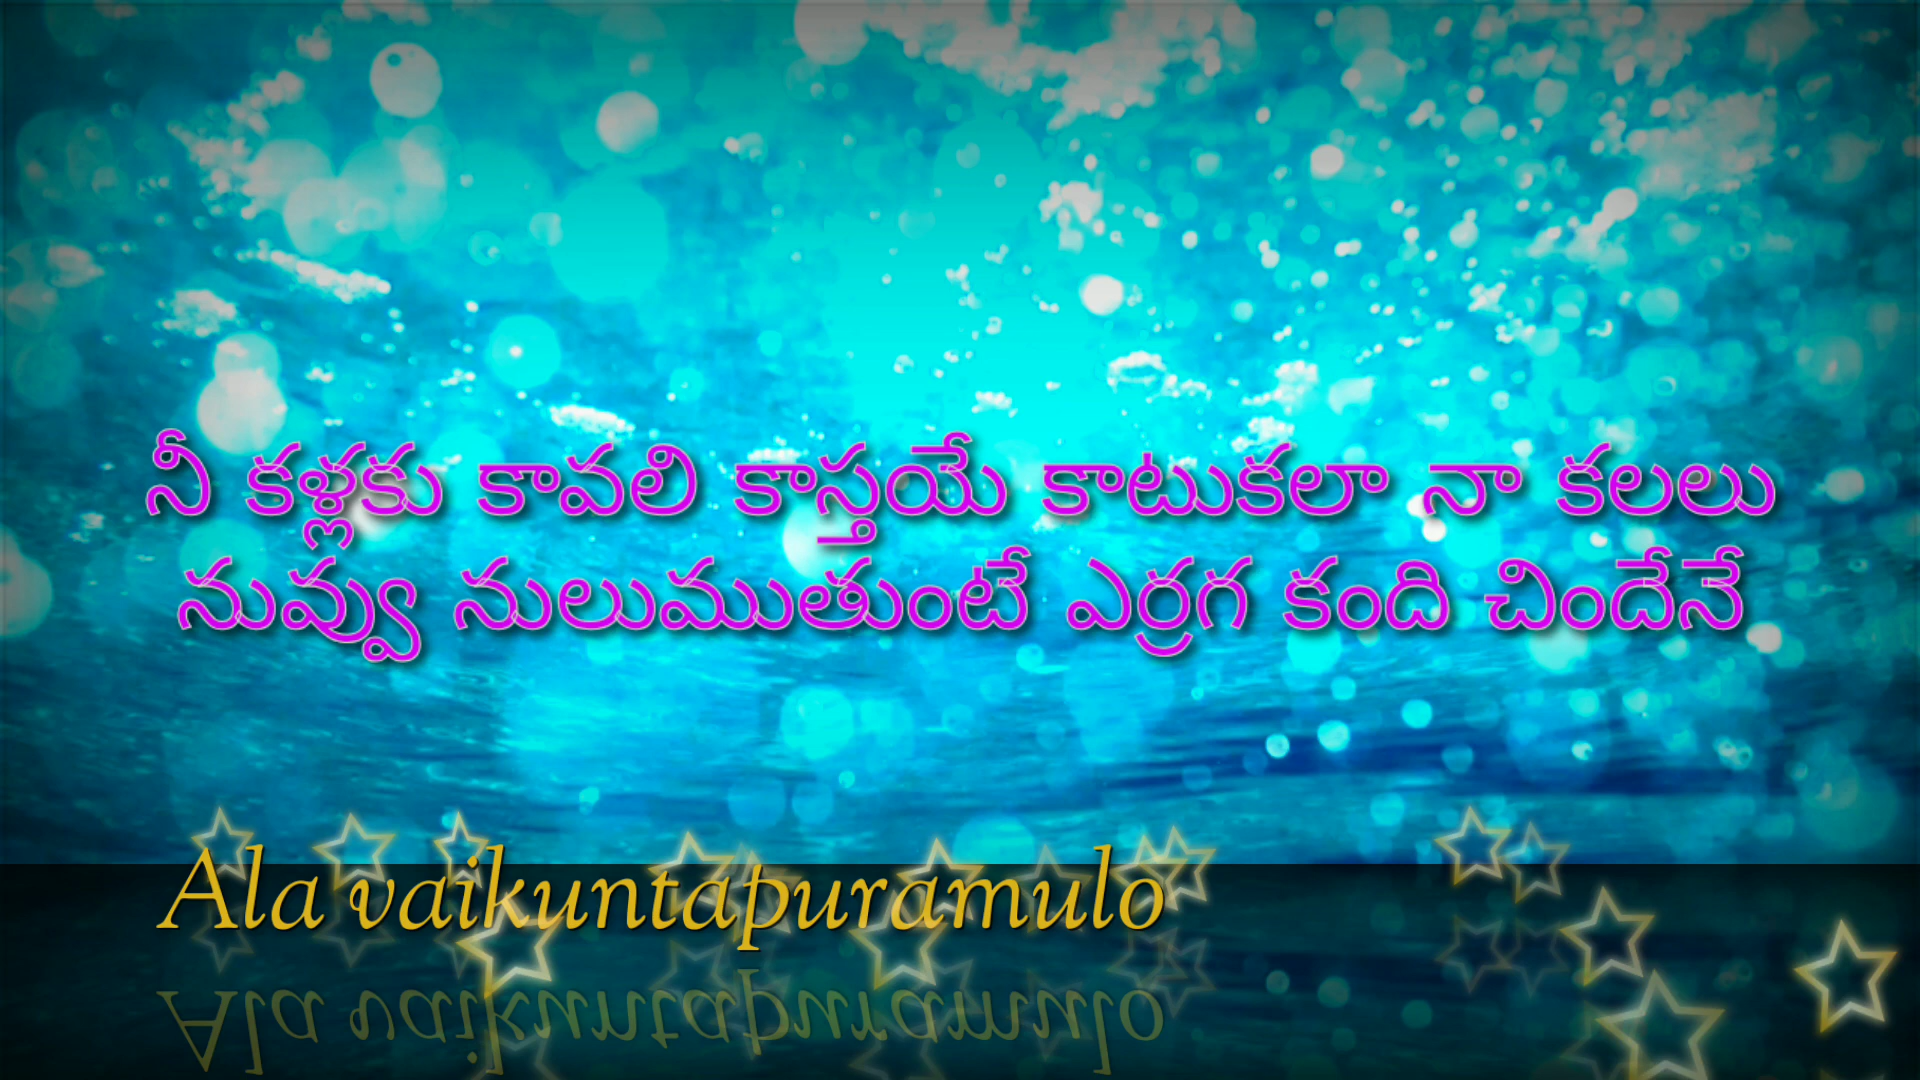 నీ కళ్లకు కావలి కాస్తయే కాటుకలా నా కలలు
నువ్వు నులుముతుంటే ఎర్రగ కంది చిందేనే
Ala vaikuntapuramulo